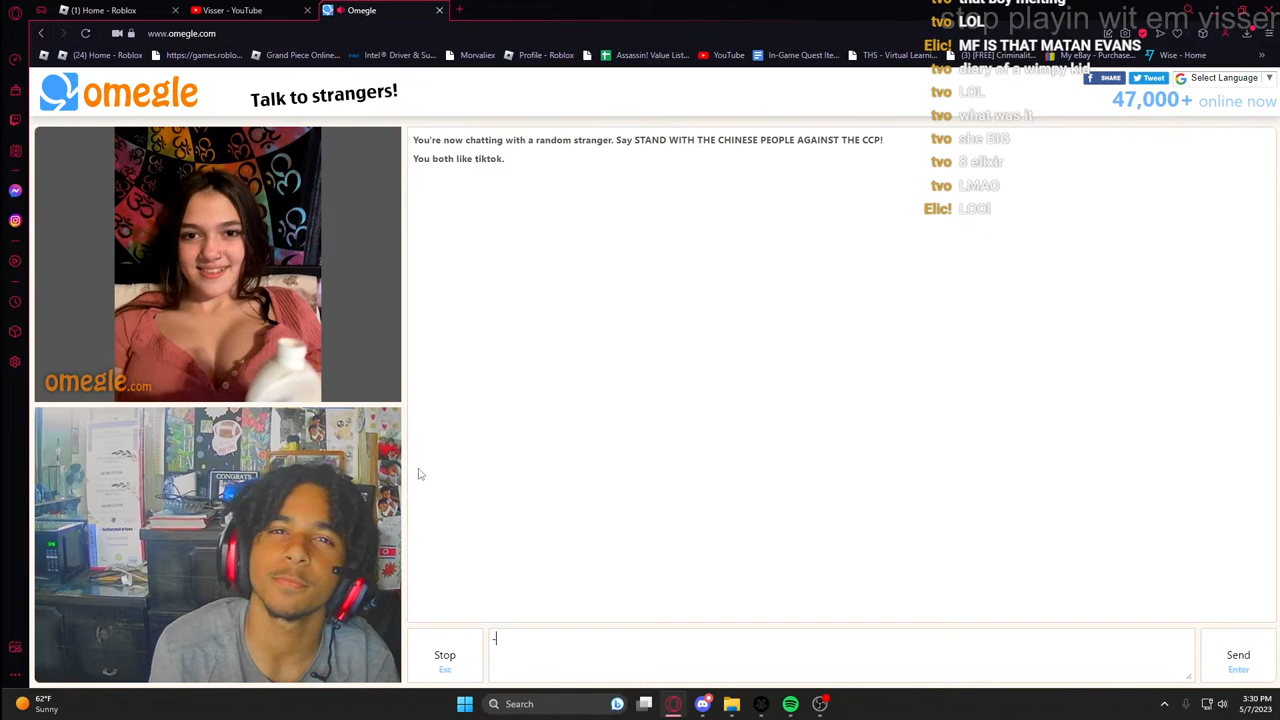 (1) Home - Roblox
Visser - YouTube
Omegle
www.omegle.com
(24) Home - Roblox
https://games.roblo...
Grand Piece Onlin...
Intel® Driver & Su...
Morvaliex
Profile - Roblox
Assassin! Value List...
YouTube
In-Game Quest Ite...
THS - Virtual Learni...
(3) [FREE] Criminalit...
My eBay - Purchase...
Wise - Home
that boy melting
stop playin wit em visser
tvo LOL
Elic! MF IS THAT MATAN EVANS
tvo diary of a wimpy kid
tvo LOL
tvo what was it
tvo she BIG
tvo 8 elixir
tvo LMAO
Elic! LOOl
omegle
Talk to strangers!
SHARE
Tweet
Select Language
47,000+ online now
You're now chatting with a random stranger. Say STAND WITH THE CHINESE PEOPLE AGAINST THE CCP!
You both like tiktok.
omegle.com
CONGRATS
-
Stop
Esc
Send
Enter
62°F
Sunny
Search
3:30 PM
5/7/2023